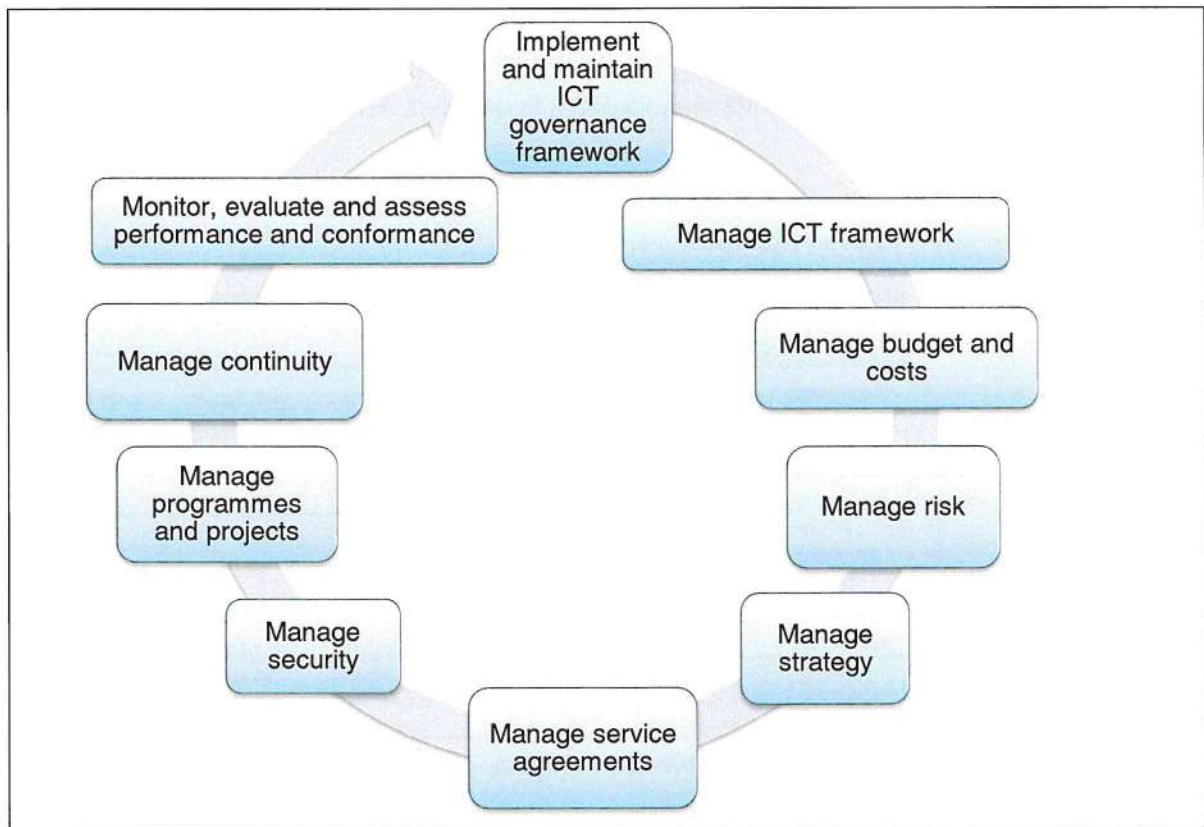 Implement
and maintain
ICT
governance
framework
Manage ICT framework
Manage budget and
costs
Manage risk
Manage
strategy
Manage service
agreements
Manage
security
Manage
programmes
and projects
Manage continuity
Monitor, evaluate and assess
performance and conformance